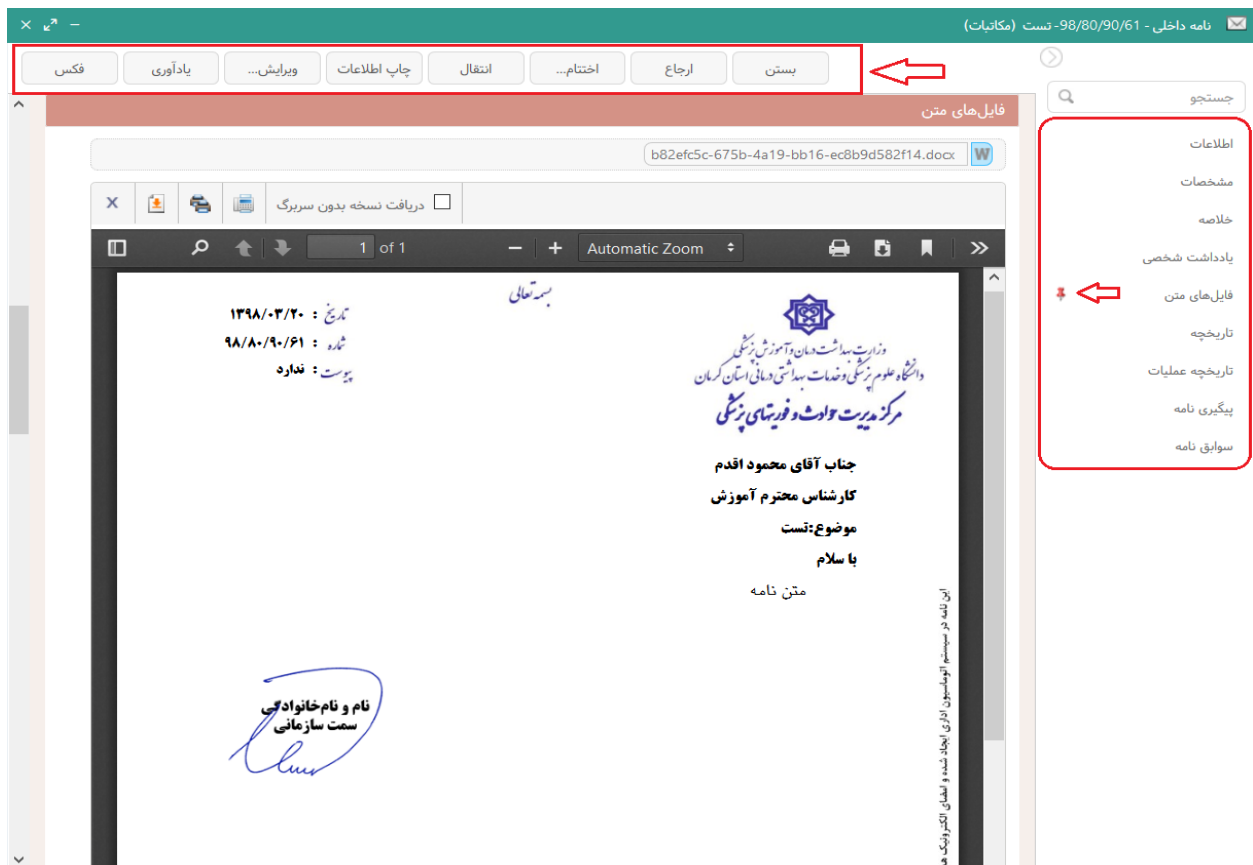 نامه داخلی - 98/80/90/61- تست (مکاتبات)
بستن
ارجاع
اختتام...
انتقال
چاپ اطلاعات
ویرایش...
یادآوری
فکس
جستجو
اطلاعات
مشخصات
خلاصه
یادداشت شخصی
فایل‌های متن
تاریخچه
تاریخچه عملیات
پیگیری نامه
سوابق نامه
فایل‌های متن
b82efc5c-675b-4a19-bb16-ec8b9d582f14.docx
دریافت نسخه بدون سربرگ
1 of 1
Automatic Zoom
بسمه تعالی
تاریخ : ۱۳۹۸/۰۳/۲۰
شماره : ۹۸/۸۰/۹۰/۶۱
پیوست : ندارد
وزارت بهداشت درمان و آموزش پزشکی
دانشگاه علوم پزشکی و خدمات بهداشتی درمانی استان کرمان
مرکز مدیریت حوادث و فوریتهای پزشکی
جناب آقای محمود اقدم
کارشناس محترم آموزش
موضوع:تست
با سلام
متن نامه
نام و نام‌خانوادگی
سمت سازمانی
این نامه در سیستم اتوماسیون اداری ایجاد شده و امضای الکترونیک